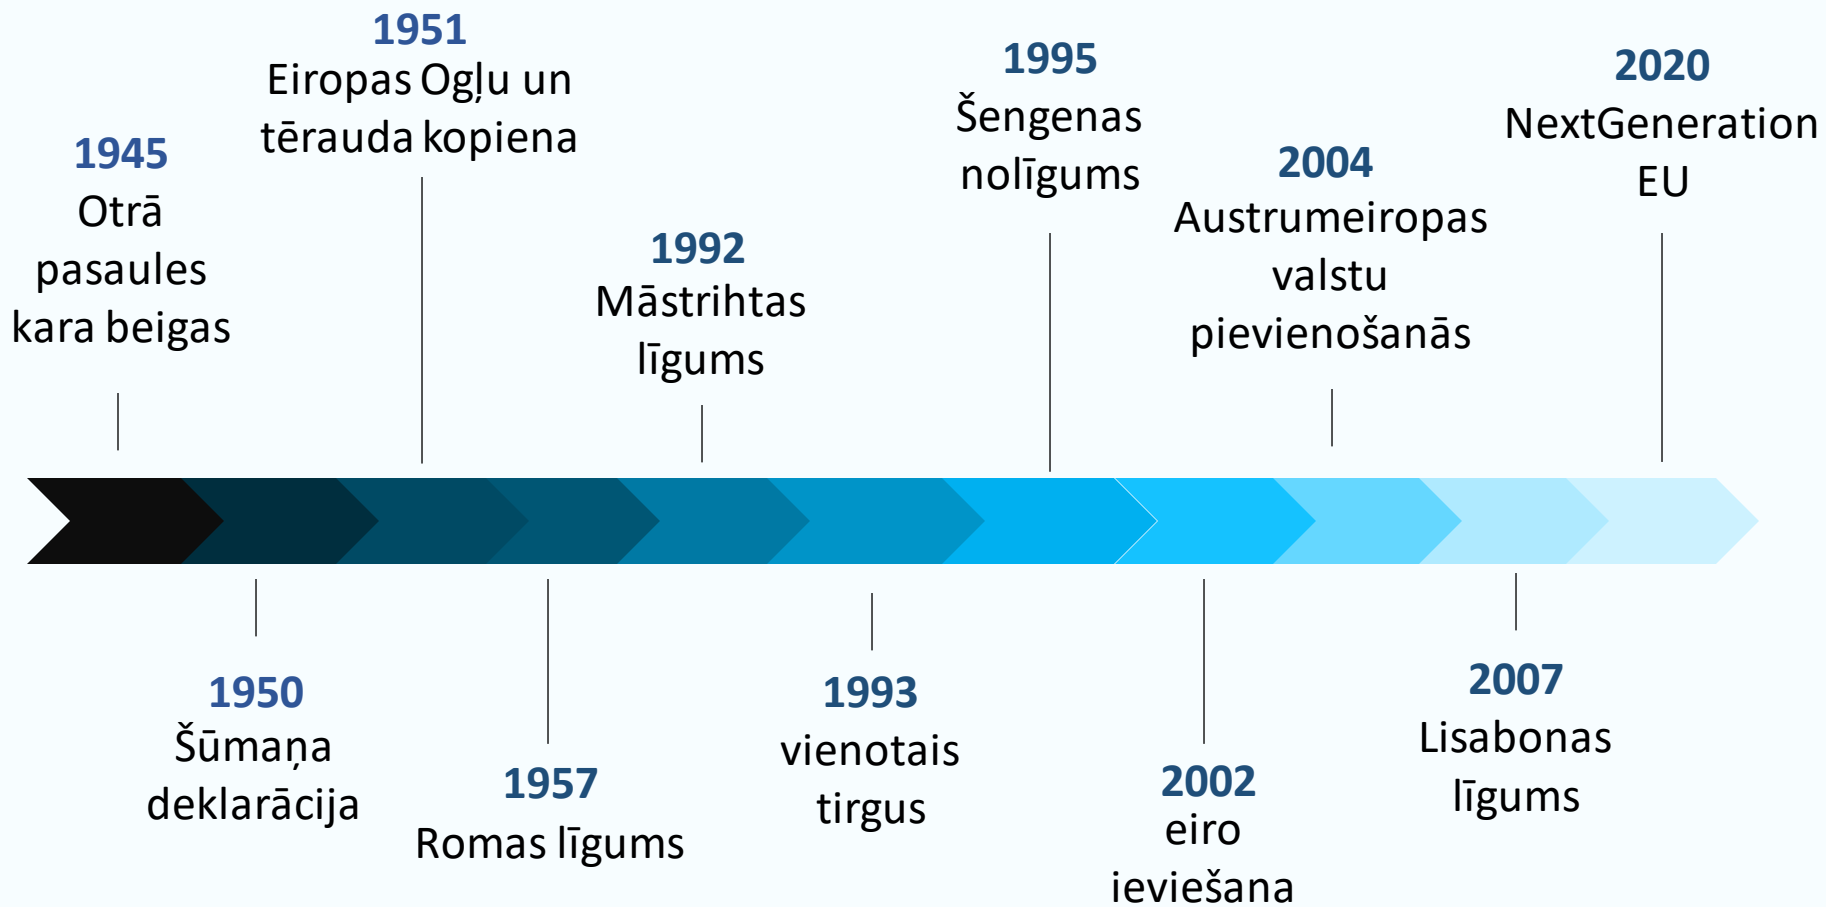 1945
Otrā
pasaules
kara beigas
1950
Šūmaņa
deklarācija
1951
Eiropas Ogļu un
tērauda kopiena
1957
Romas līgums
1992
Māstrihtas
līgums
1993
vienotais
tirgus
1995
Šengenas
nolīgums
2002
eiro
ieviešana
2004
Austrumeiropas
valstu
pievienošanās
2007
Lisabonas
līgums
2020
NextGeneration
EU